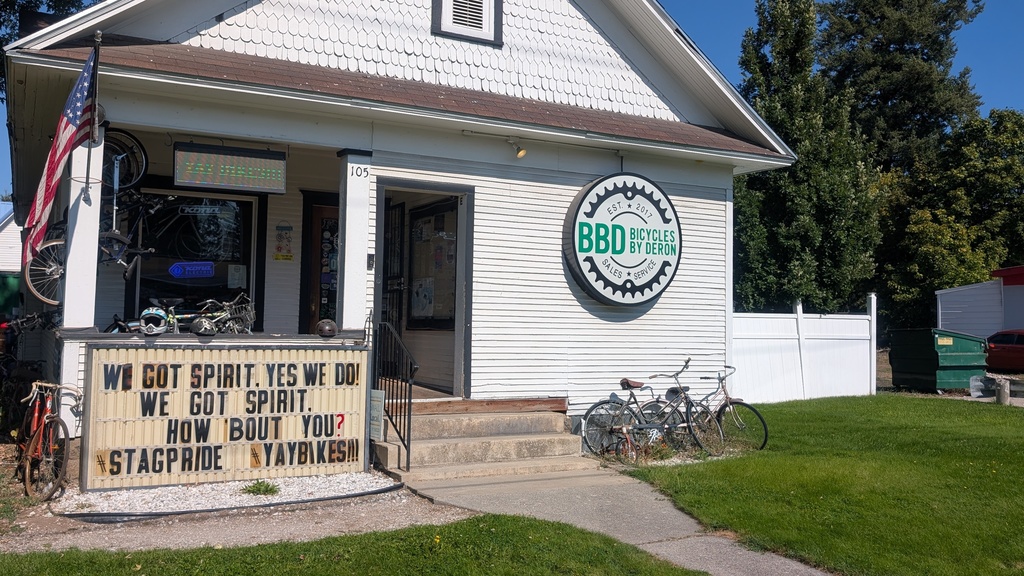 105
EST. ★ 2017
BBD BICYCLES
BY DERON
SALES ★ SERVICE
WE GOT SPIRIT. YES WE DO!
WE GOT SPIRIT.
HOW 'BOUT YOU?
#STAGPRIDE #YAYBIKES!!!